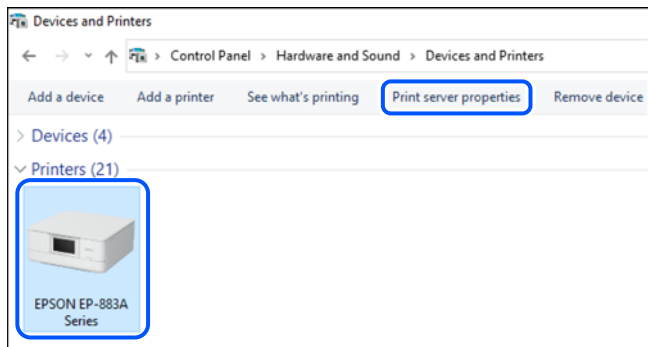 Devices and Printers
Control Panel > Hardware and Sound > Devices and Printers
Add a device Add a printer See what's printing Print server properties Remove device
Devices (4)
Printers (21)
EPSON EP-883A
Series